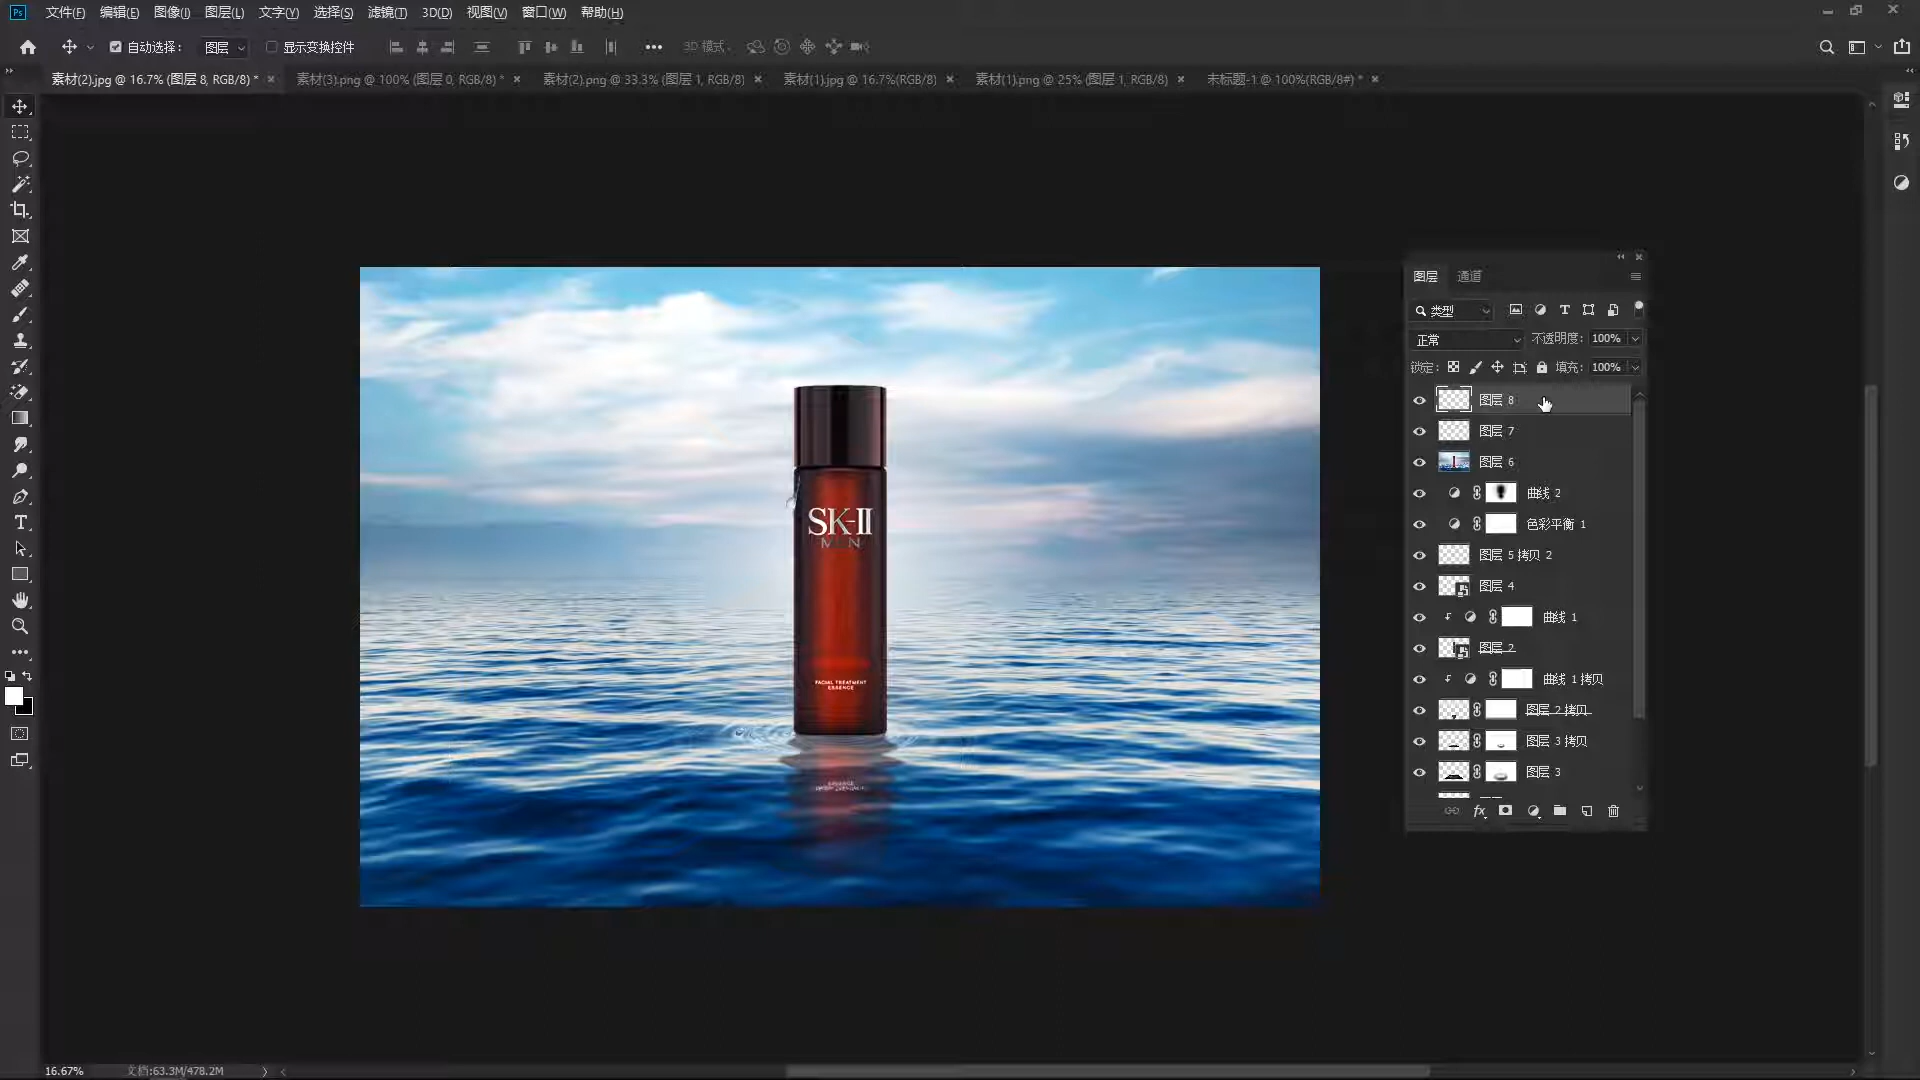 Ps 文件(F) 编辑(E) 图像(I) 图层(L) 文字(Y) 选择(S) 滤镜(T) 3D(D) 视图(V) 窗口(W) 帮助(H)
自动选择: 图层 显示变换控件 3D 模式:
素材(2).jpg @ 16.7% (图层 8, RGB/8) * 素材(3).png @ 100% (图层 0, RGB/8) * 素材(2).png @ 33.3% (图层 1, RGB/8) 素材(1).jpg @ 16.7%(RGB/8) 素材(1).png @ 25% (图层 1, RGB/8) 未标题-1 @ 100%(RGB/8#) *
SK-II
MEN
FACIAL TREATMENT
ESSENCE
图层 通道
类型
正常 不透明度: 100%
锁定: 填充: 100%
图层 8
图层 7
图层 6
曲线 2
色彩平衡 1
图层 5 拷贝 2
图层 4
曲线 1
图层 2
曲线 1 拷贝
图层 2 拷贝
图层 3 拷贝
图层 3
fx
16.67% 文档:63.3M/478.2M